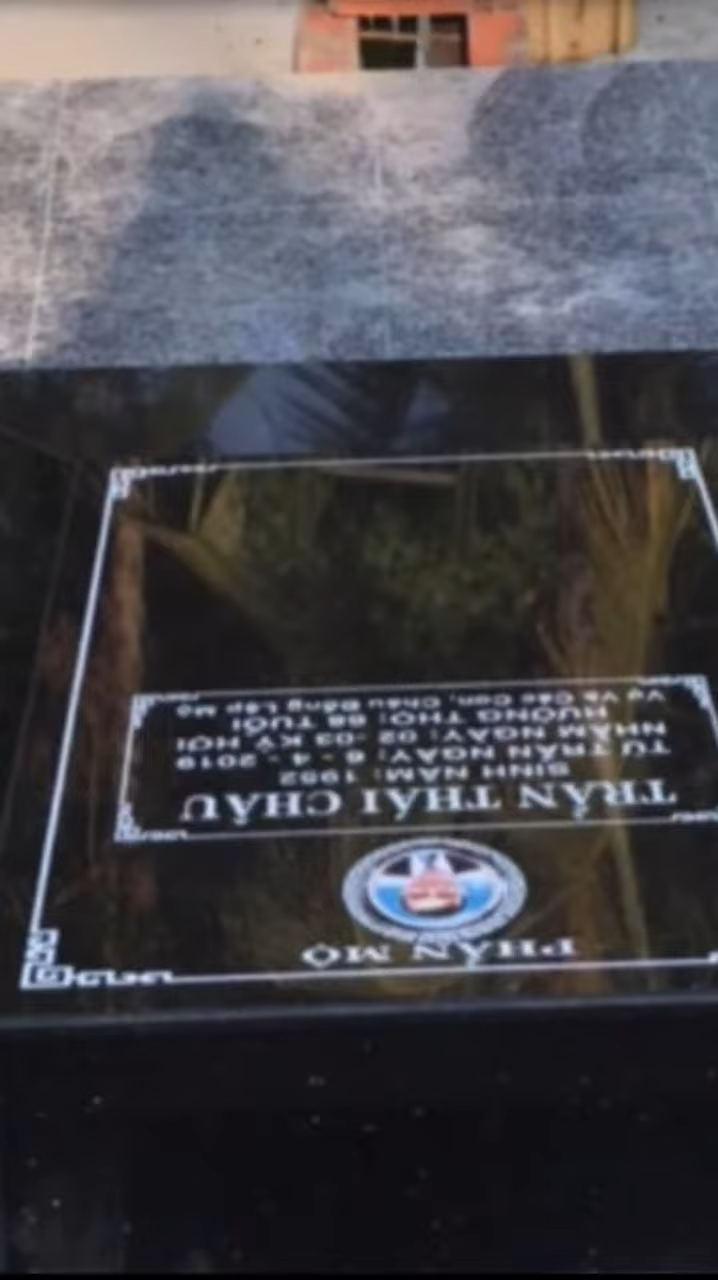 PHẦN MỘ
TRẦN THÁI CHÂU
SINH NĂM: 1952
TỪ TRẦN NGÀY: 6 - 4 - 2019
NHẰM NGÀY: 02 - 03 KỶ HỢI
HƯỞNG THỌ: 68 TUỔI
Vợ Và Các Con, Cháu Đồng Lập Mộ